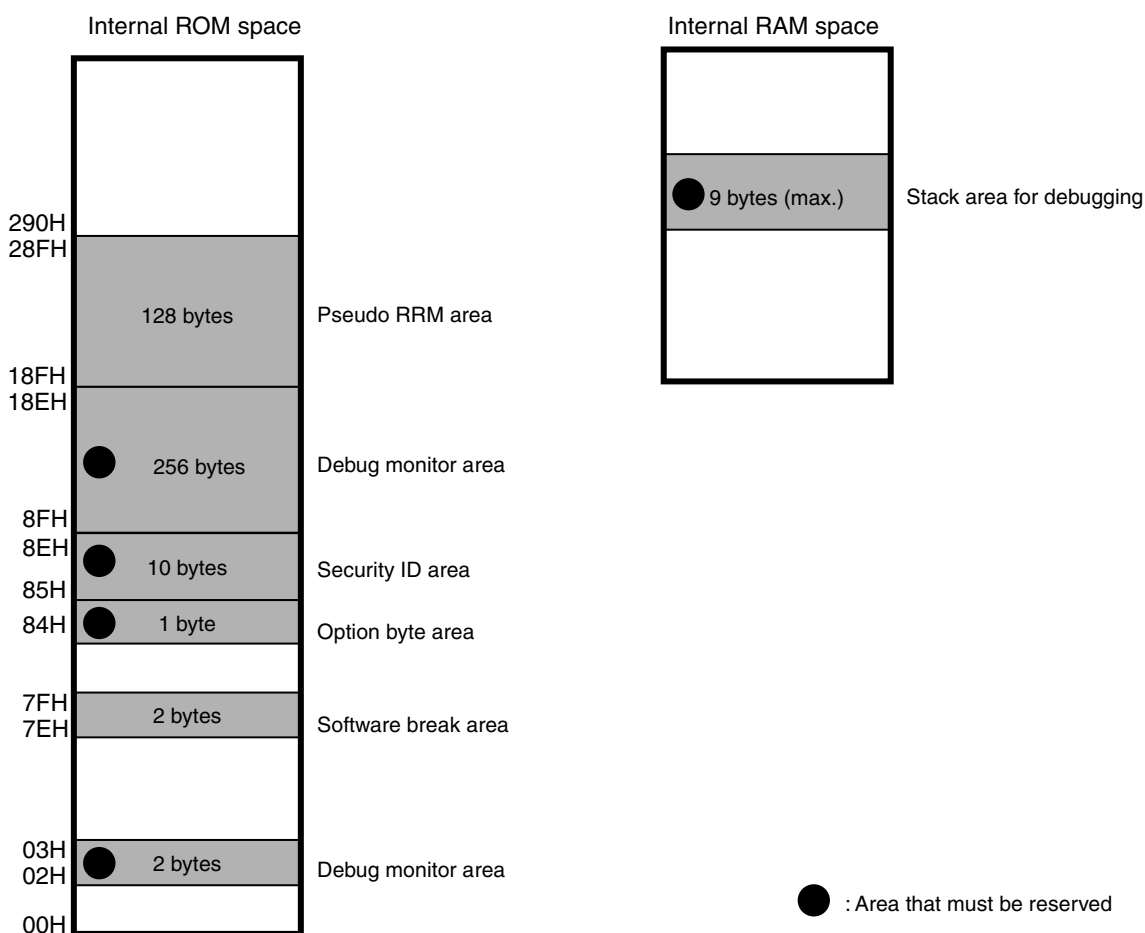 Internal ROM space
Internal RAM space
9 bytes (max.)
Stack area for debugging
290H
28FH
128 bytes
Pseudo RRM area
18FH
18EH
256 bytes
Debug monitor area
8FH
8EH
10 bytes
Security ID area
85H
84H
1 byte
Option byte area
7FH
7EH
2 bytes
Software break area
03H
02H
2 bytes
Debug monitor area
00H
: Area that must be reserved